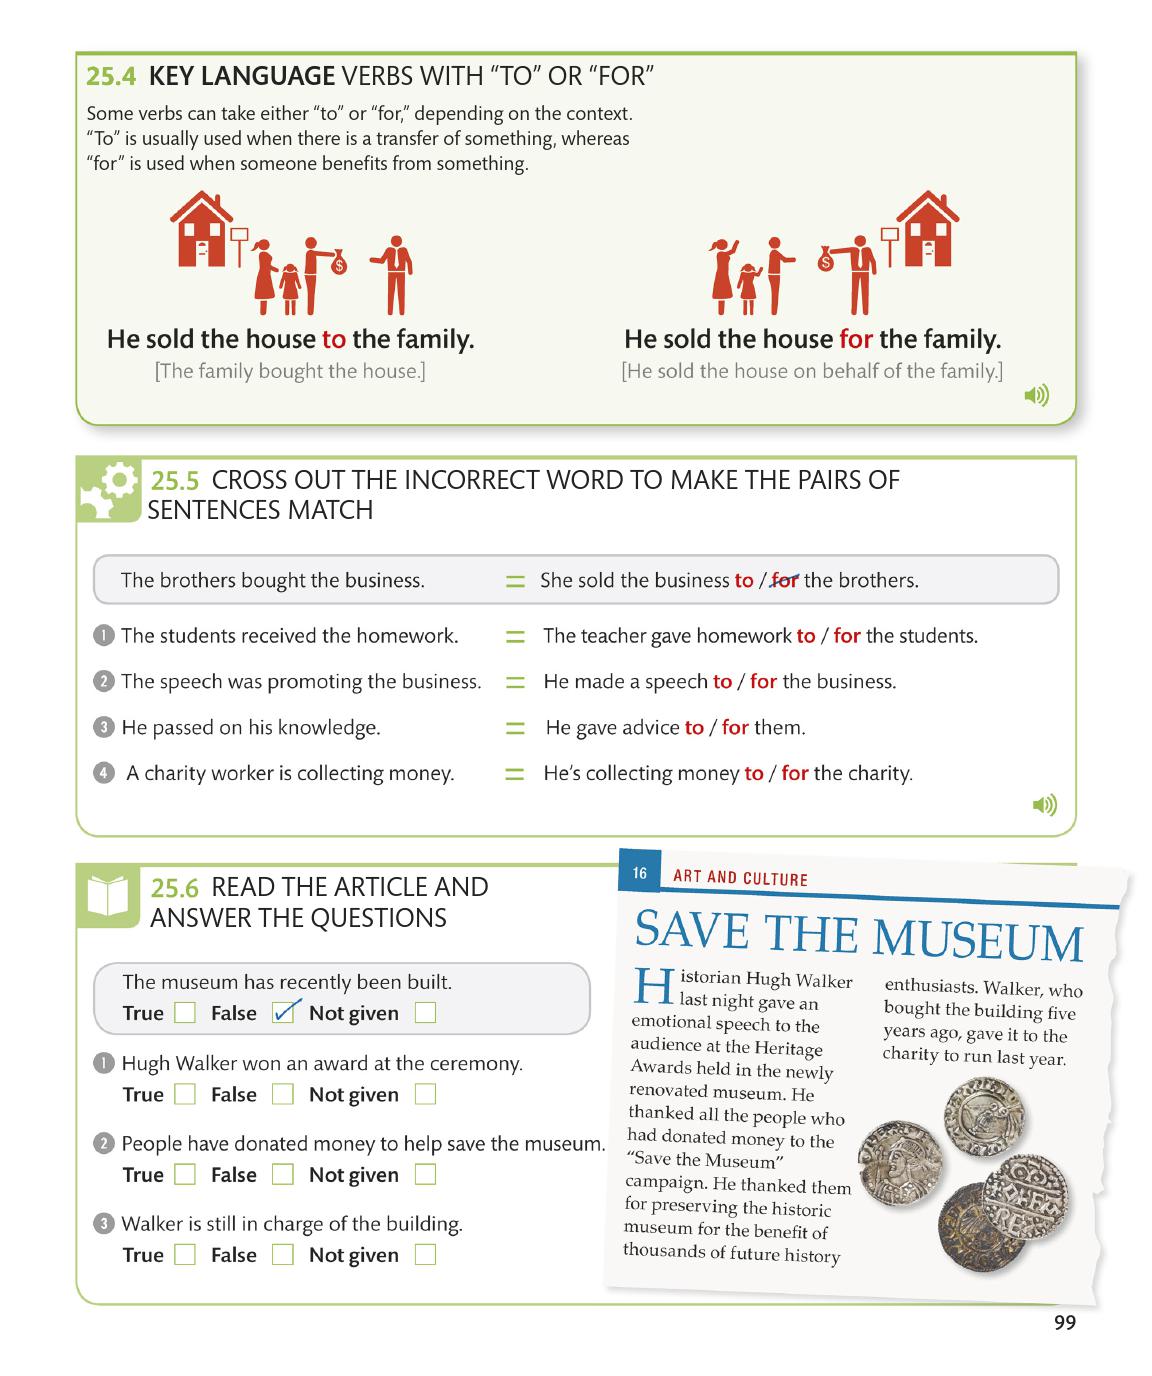 25.4 KEY LANGUAGE VERBS WITH “TO” OR “FOR”
Some verbs can take either “to” or “for,” depending on the context.
“To” is usually used when there is a transfer of something, whereas
“for” is used when someone benefits from something.
$
$
He sold the house to the family.
[The family bought the house.]
He sold the house for the family.
[He sold the house on behalf of the family.]
25.5 CROSS OUT THE INCORRECT WORD TO MAKE THE PAIRS OF
SENTENCES MATCH
The brothers bought the business. = She sold the business to / for the brothers.
1 The students received the homework. = The teacher gave homework to / for the students.
2 The speech was promoting the business. = He made a speech to / for the business.
3 He passed on his knowledge. = He gave advice to / for them.
4 A charity worker is collecting money. = He’s collecting money to / for the charity.
25.6 READ THE ARTICLE AND
ANSWER THE QUESTIONS
The museum has recently been built.
True False Not given
1 Hugh Walker won an award at the ceremony.
True False Not given
2 People have donated money to help save the museum.
True False Not given
3 Walker is still in charge of the building.
True False Not given
16 ART AND CULTURE
SAVE THE MUSEUM
Historian Hugh Walker
last night gave an
emotional speech to the
audience at the Heritage
Awards held in the newly
renovated museum. He
thanked all the people who
had donated money to the
“Save the Museum”
campaign. He thanked them
for preserving the historic
museum for the benefit of
thousands of future history
enthusiasts. Walker, who
bought the building five
years ago, gave it to the
charity to run last year.
99